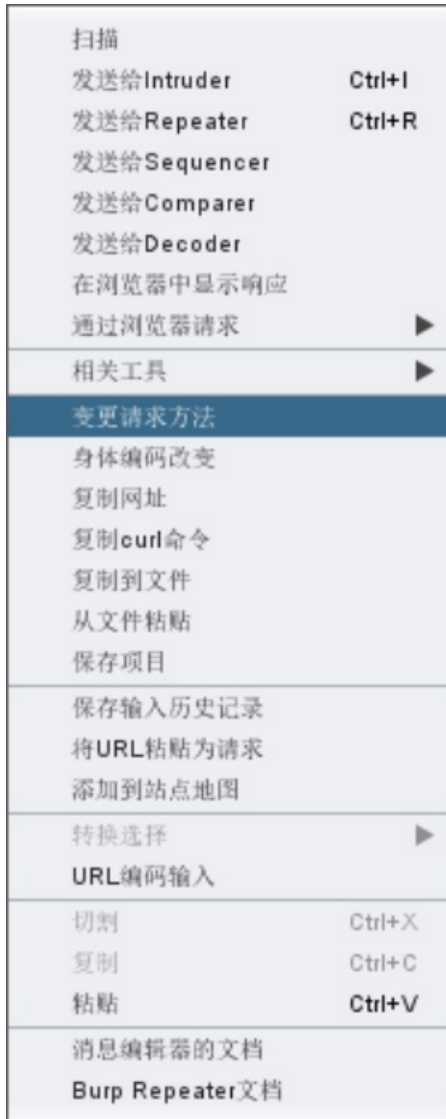 扫描
发送给Intruder Ctrl+I
发送给Repeater Ctrl+R
发送给Sequencer
发送给Comparer
发送给Decoder
在浏览器中显示响应
通过浏览器请求
相关工具
变更请求方法
身体编码改变
复制网址
复制curl命令
复制到文件
从文件粘贴
保存项目
保存输入历史记录
将URL粘贴为请求
添加到站点地图
转换选择
URL编码输入
切割 Ctrl+X
复制 Ctrl+C
粘贴 Ctrl+V
消息编辑器的文档
Burp Repeater文档